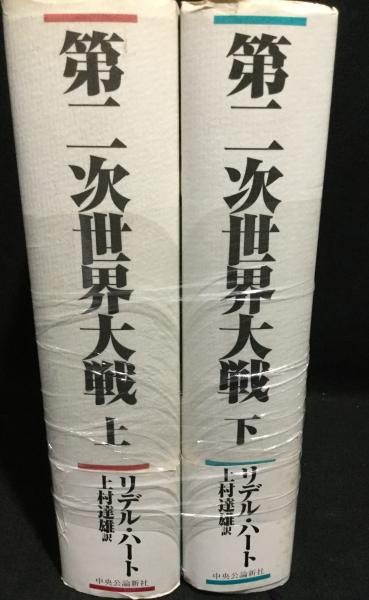 第二次世界大戦 上
リデル・ハート
上村達雄訳
中央公論新社
第二次世界大戦 下
リデル・ハート
上村達雄訳
中央公論新社